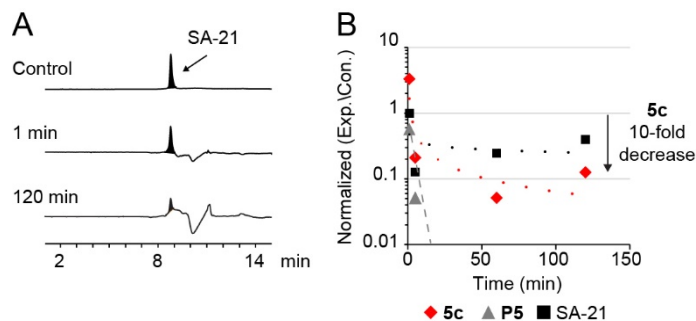 A
SA-21
Control
1 min
120 min
2 8 14 min
B
Normalized (Exp.\Con.)
10
1
0.1
0.01
5c
10-fold
decrease
0 50 100 150
Time (min)
5c P5 SA-21